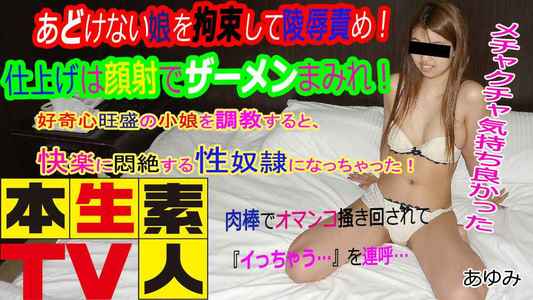 あどけない娘を拘束して陵辱責め！
仕上げは顔射でザーメンまみれ！
好奇心旺盛の小娘を調教すると、
快楽に悶絶する性奴隷になっちゃった！
メチャクチャ気持ち良かった
本生素人
TV
肉棒でオマンコ掻き回されて
『イっちゃう…』を連呼…
あゆみ